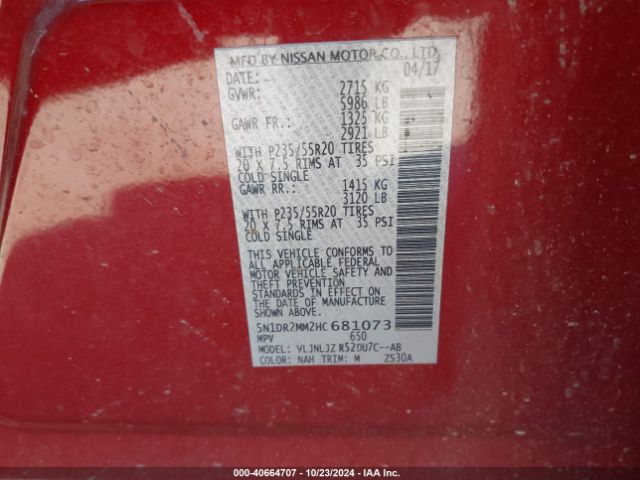 MFD BY NISSAN MOTOR CO., LTD
DATE: 04/17
GVWR: 2715 KG
5986 LB
GAWR FR.: 1325 KG
2921 LB
WITH P235/55R20 TIRES
20 X 7.5 RIMS AT 35 PSI
COLD SINGLE
GAWR RR.: 1415 KG
3120 LB
WITH P235/55R20 TIRES
20 X 7.5 RIMS AT 35 PSI
COLD SINGLE
THIS VEHICLE CONFORMS TO
ALL APPLICABLE FEDERAL
MOTOR VEHICLE SAFETY AND
THEFT PREVENTION
STANDARDS IN EFFECT ON
THE DATE OF MANUFACTURE
SHOWN ABOVE.
5N1DR2MM2HC681073
MPV 650
MODEL: R52DU7C--AB
COLOR: NAH TRIM: M ZS30A
000-40664707 - 10/23/2024 - IAA Inc.